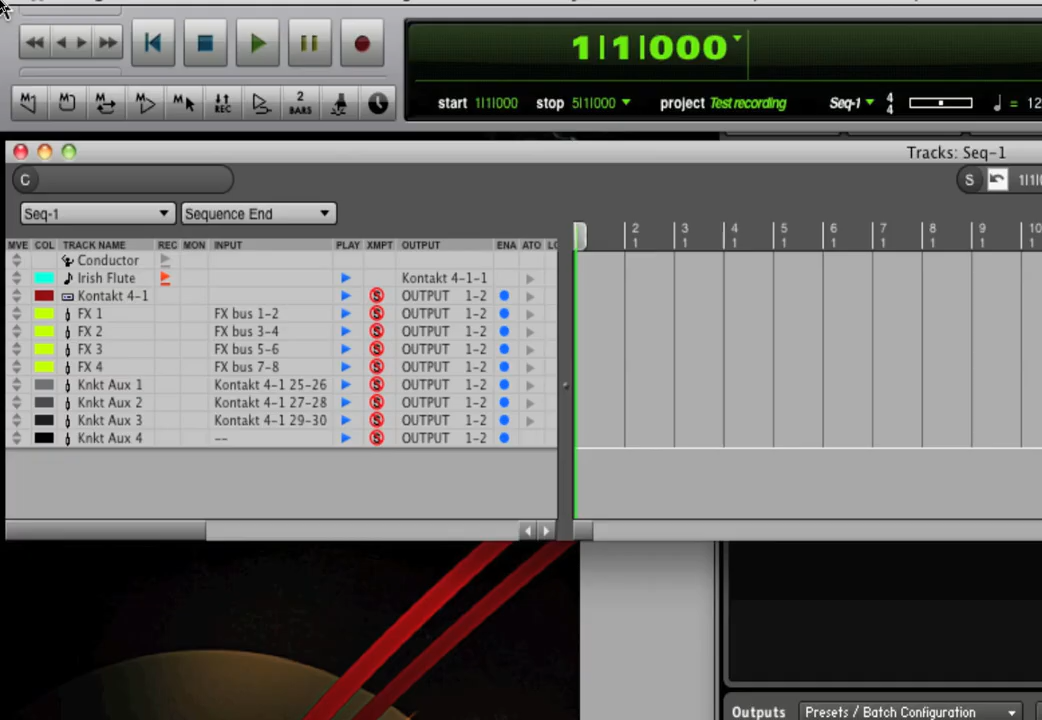 1|1|000
M M M M M REC 2 BARS
start 1|1|000 stop 5|1|000 project Test recording Seq-1 4 4 = 12
Tracks: Seq-1
C S 1|1|
Seq-1 Sequence End
2 3 4 5 6 7 8 9 10
1 1 1 1 1 1 1 1 1
MVE COL TRACK NAME REC MON INPUT PLAY XMPT OUTPUT ENA ATO LC
Conductor
Irish Flute Kontakt 4-1-1
Kontakt 4-1 S OUTPUT 1-2
FX 1 FX bus 1-2 S OUTPUT 1-2
FX 2 FX bus 3-4 S OUTPUT 1-2
FX 3 FX bus 5-6 S OUTPUT 1-2
FX 4 FX bus 7-8 S OUTPUT 1-2
Knkt Aux 1 Kontakt 4-1 25-26 S OUTPUT 1-2
Knkt Aux 2 Kontakt 4-1 27-28 S OUTPUT 1-2
Knkt Aux 3 Kontakt 4-1 29-30 S OUTPUT 1-2
Knkt Aux 4 -- S OUTPUT 1-2
Outputs Presets / Batch Configuration